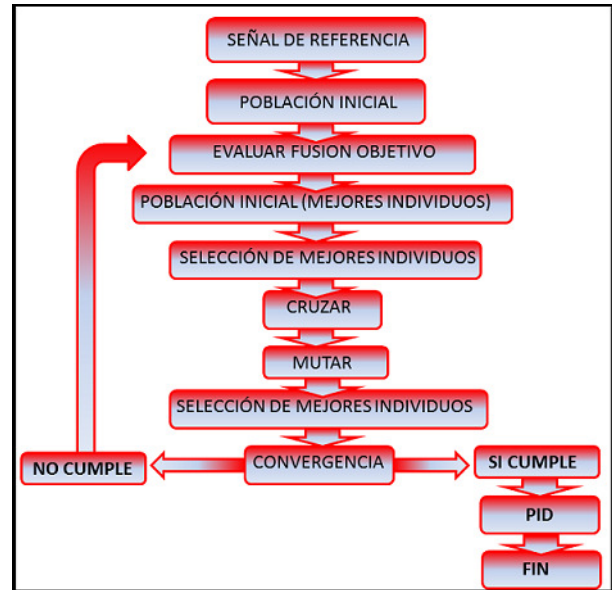 SEÑAL DE REFERENCIA
POBLACIÓN INICIAL
EVALUAR FUSION OBJETIVO
POBLACIÓN INICIAL (MEJORES INDIVIDUOS)
SELECCIÓN DE MEJORES INDIVIDUOS
CRUZAR
MUTAR
SELECCIÓN DE MEJORES INDIVIDUOS
CONVERGENCIA
NO CUMPLE
SI CUMPLE
PID
FIN